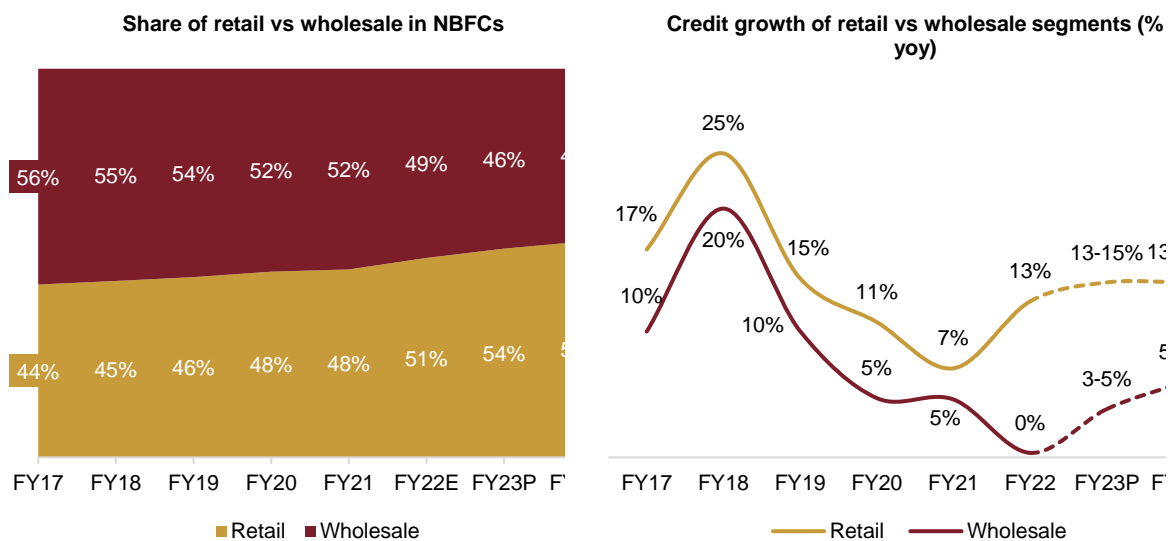 Share of retail vs wholesale in NBFCs
56% 55% 54% 52% 52% 49% 46%
44% 45% 46% 48% 48% 51% 54%
FY17 FY18 FY19 FY20 FY21 FY22E FY23P
Retail Wholesale
Credit growth of retail vs wholesale segments (%
yoy)
17% 25% 15% 11% 7% 13% 13-15% 13
10% 20% 10% 5% 5% 0% 3-5% 5
FY17 FY18 FY19 FY20 FY21 FY22 FY23P
Retail Wholesale